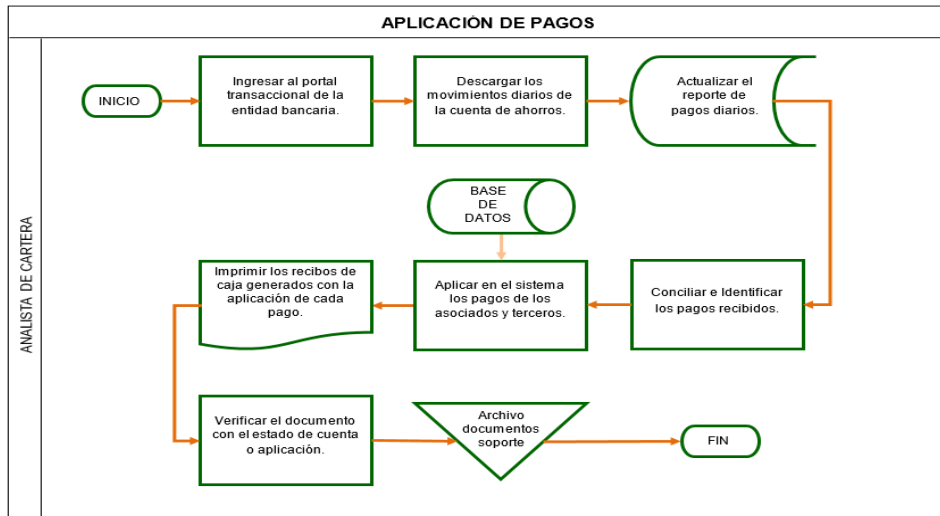 APLICACIÓN DE PAGOS
ANALISTA DE CARTERA
INICIO
Ingresar al portal
transaccional de la
entidad bancaria.
Descargar los
movimientos diarios de
la cuenta de ahorros.
Actualizar el
reporte de
pagos diarios.
BASE
DE
DATOS
Conciliar e Identificar
los pagos recibidos.
Aplicar en el sistema
los pagos de los
asociados y terceros.
Imprimir los recibos de
caja generados con la
aplicación de cada
pago.
Verificar el documento
con el estado de cuenta
o aplicación.
Archivo
documentos
soporte
FIN